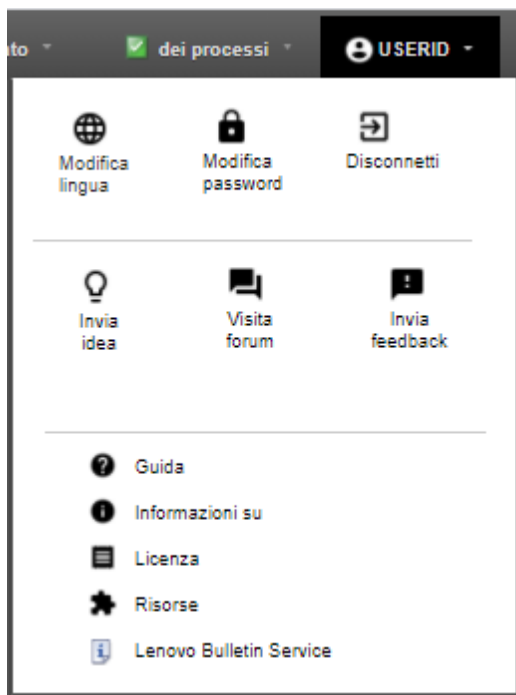 dei processi
USERID
Modifica
lingua
Modifica
password
Disconnetti
Invia
idea
Visita
forum
Invia
feedback
Guida
Informazioni su
Licenza
Risorse
Lenovo Bulletin Service